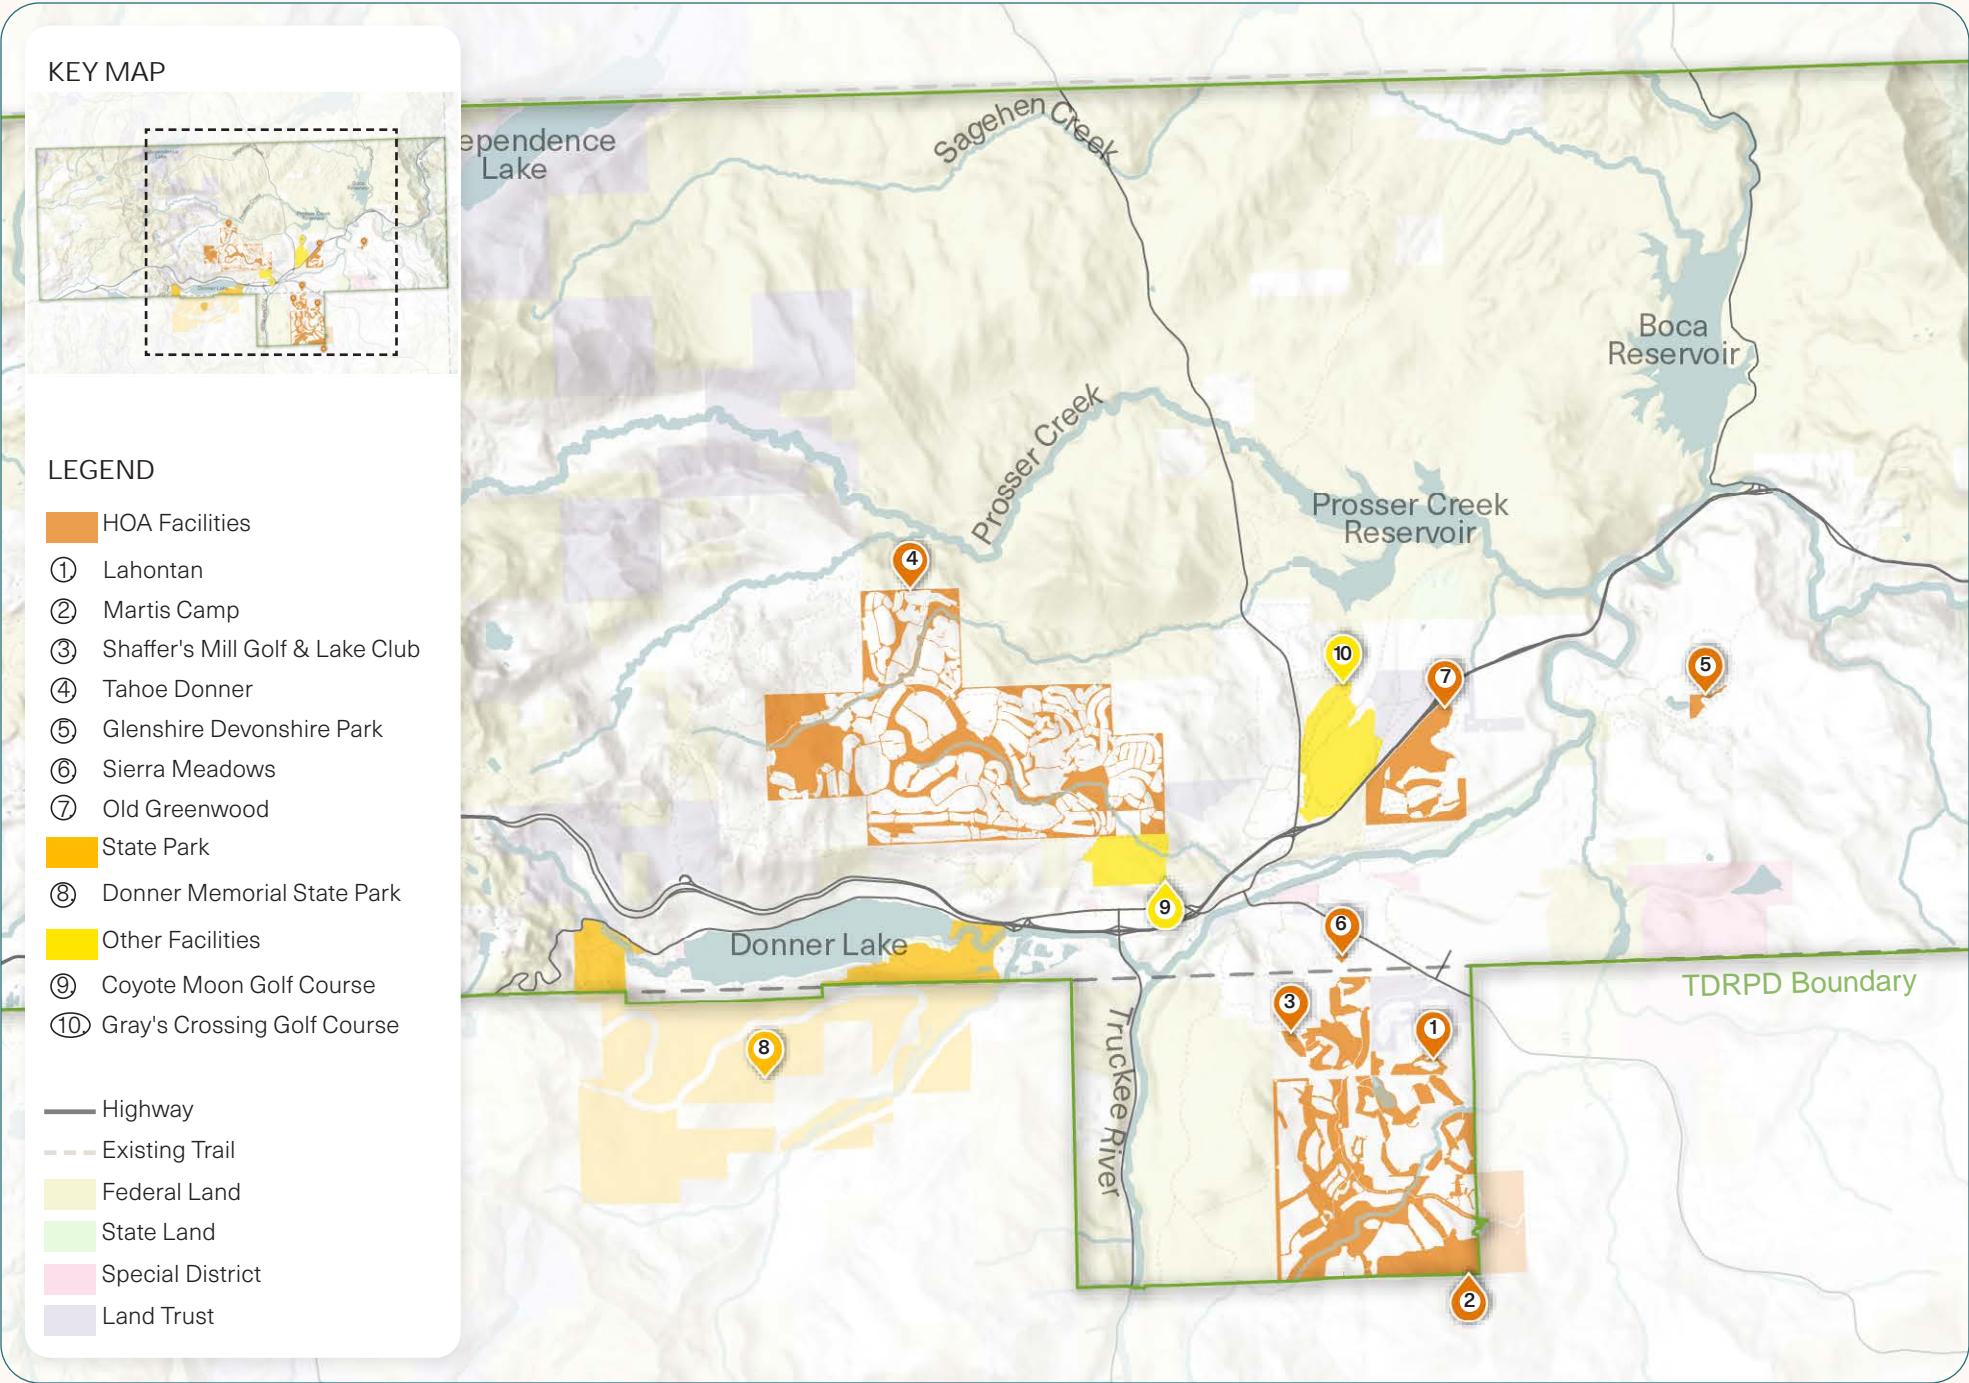 KEY MAP
LEGEND
HOA Facilities
1. Lahontan
2. Martis Camp
3. Shaffer's Mill Golf & Lake Club
4. Tahoe Donner
5. Glenshire Devonshire Park
6. Sierra Meadows
7. Old Greenwood
State Park
8. Donner Memorial State Park
Other Facilities
9. Coyote Moon Golf Course
10. Gray's Crossing Golf Course
Highway
Existing Trail
Federal Land
State Land
Special District
Land Trust
ependence
Lake
Sagehen Creek
Boca
Reservoir
Prosser Creek
Prosser Creek
Reservoir
4
10
7
5
9
6
Donner Lake
TDRPD Boundary
3
1
8
Truckee River
2